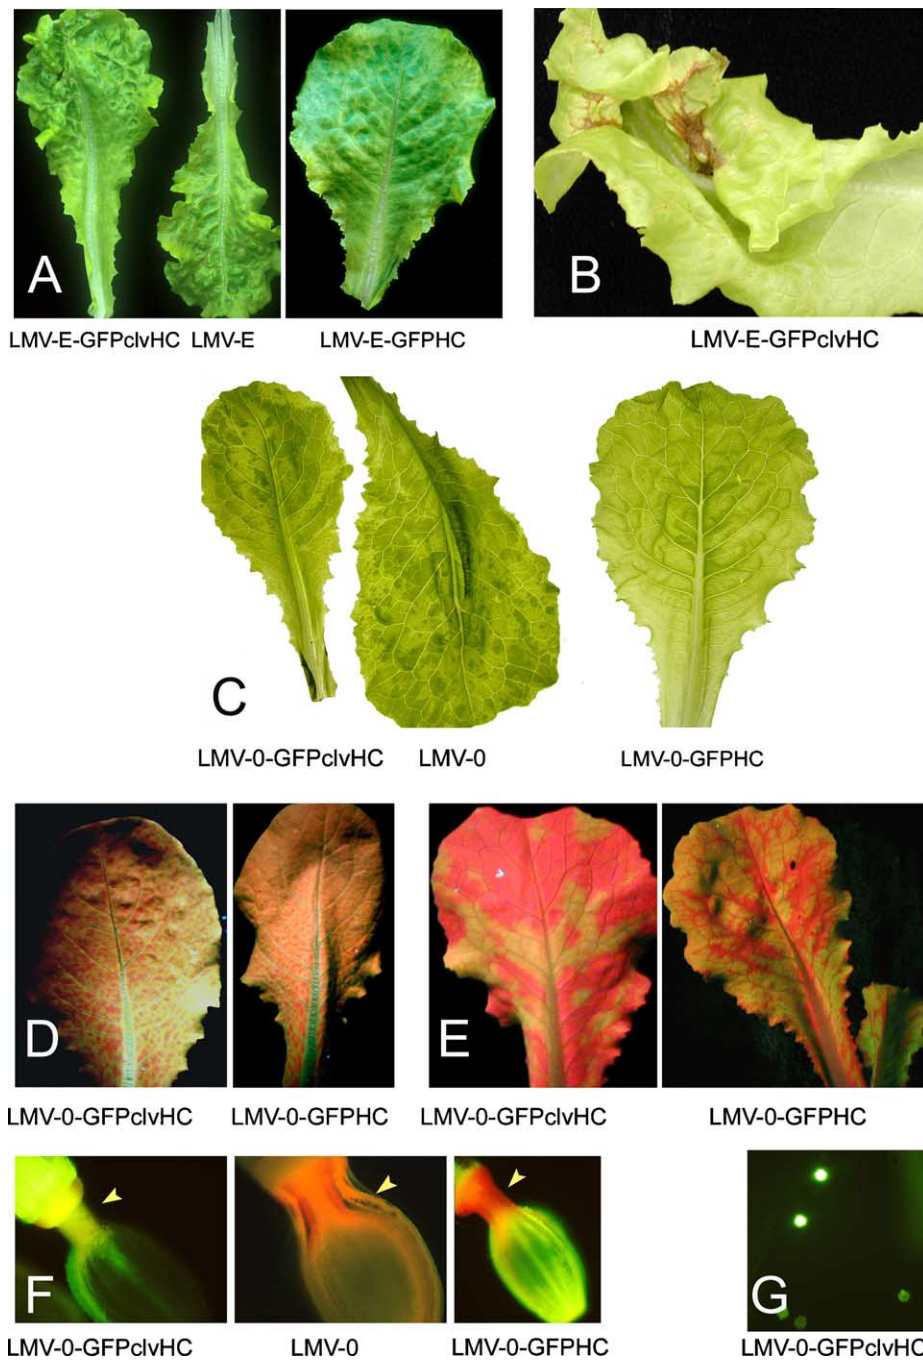 A
B
LMV-E-GFPclvHC LMV-E LMV-E-GFPHC LMV-E-GFPclvHC
C
LMV-0-GFPclvHC LMV-0 LMV-0-GFPHC
D
E
LMV-0-GFPclvHC LMV-0-GFPHC LMV-0-GFPclvHC LMV-0-GFPHC
F
G
LMV-0-GFPclvHC LMV-0 LMV-0-GFPHC LMV-0-GFPclvHC